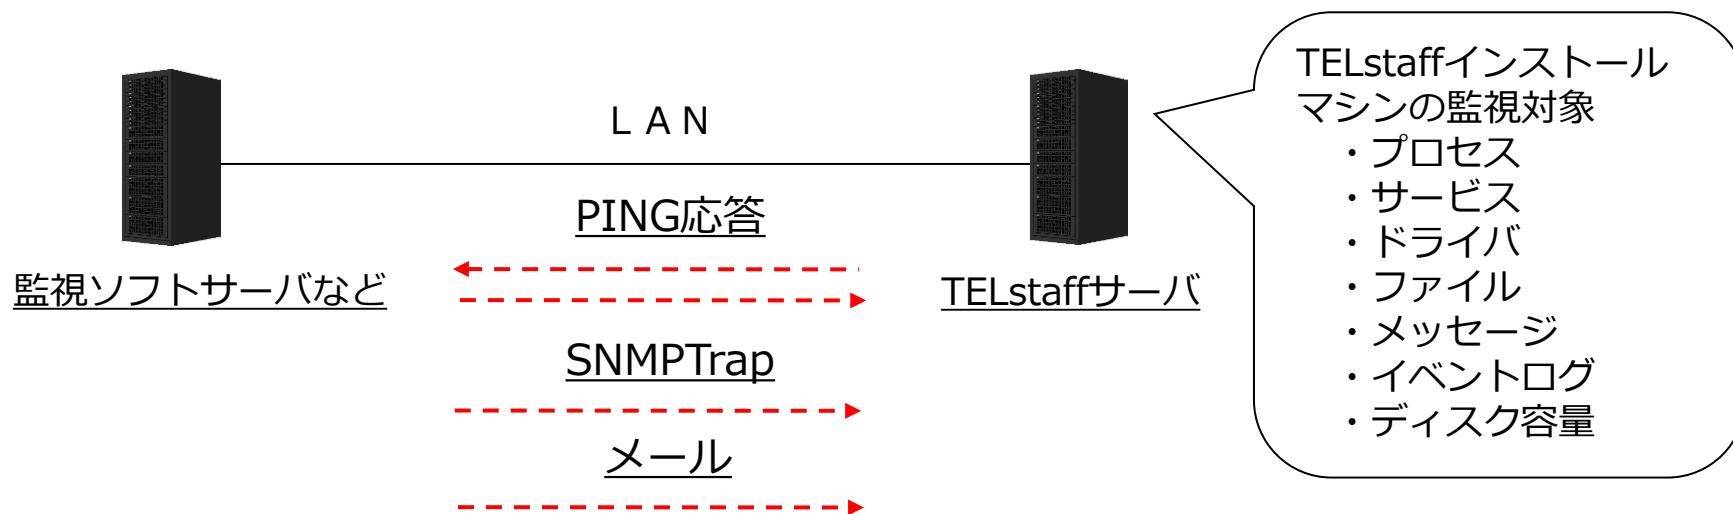 ＬＡＮ
PING応答
監視ソフトサーバなど
TELstaffサーバ
SNMPTrap
メール
TELstaffインストール
マシンの監視対象
・プロセス
・サービス
・ドライバ
・ファイル
・メッセージ
・イベントログ
・ディスク容量